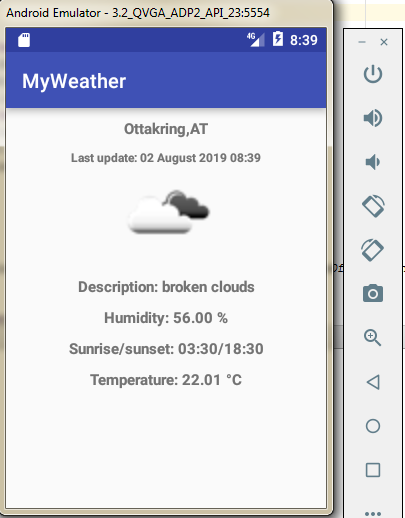 Android Emulator - 3.2_QVGA_ADP2_API_23:5554
4G 8:39
MyWeather
Ottakring,AT
Last update: 02 August 2019 08:39
Description: broken clouds
Humidity: 56.00 %
Sunrise/sunset: 03:30/18:30
Temperature: 22.01 °C